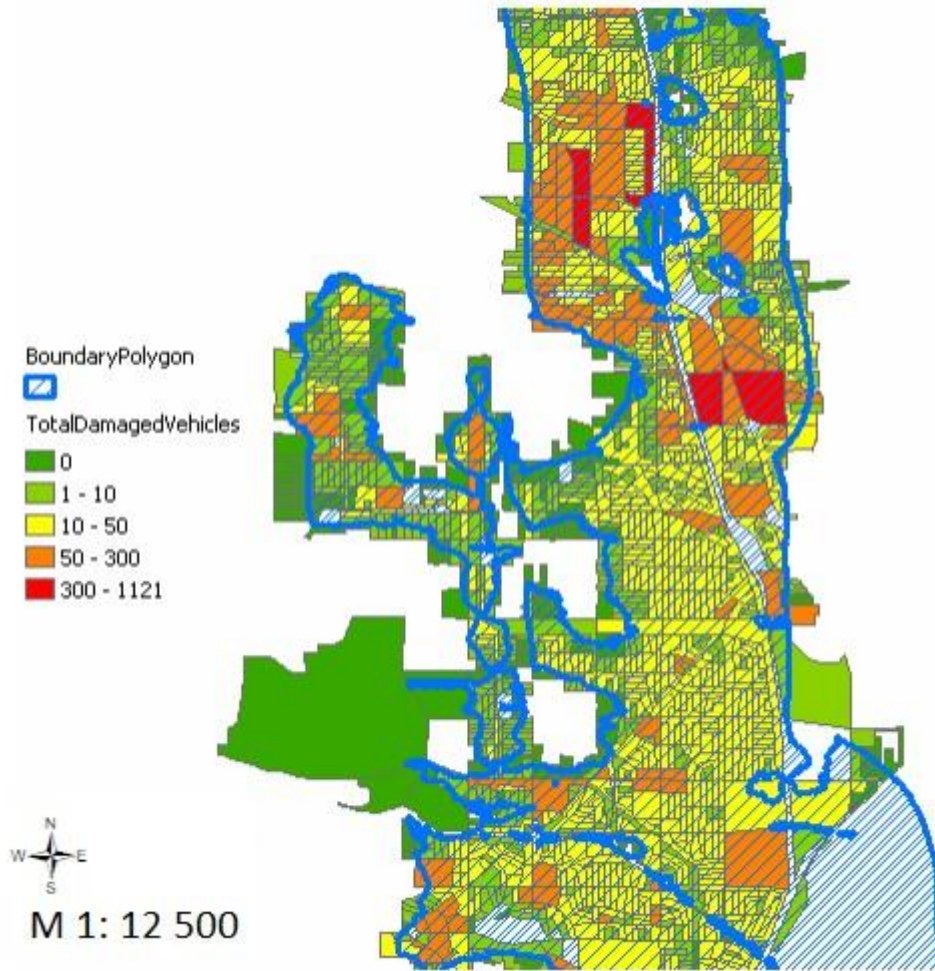 BoundaryPolygon
TotalDamagedVehicles
0
1 - 10
10 - 50
50 - 300
300 - 1121
N
W E
S
M 1: 12 500